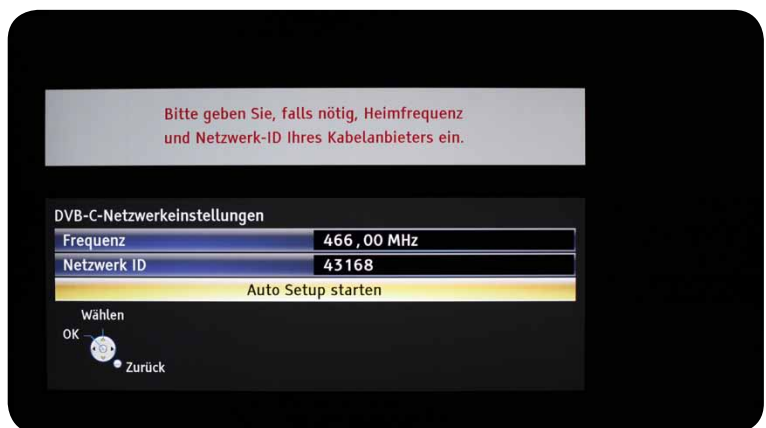 Bitte geben Sie, falls nötig, Heimfrequenz
und Netzwerk-ID Ihres Kabelanbieters ein.
DVB-C-Netzwerkeinstellungen
Frequenz 466,00 MHz
Netzwerk ID 43168
Auto Setup starten
Wählen
OK
Zurück